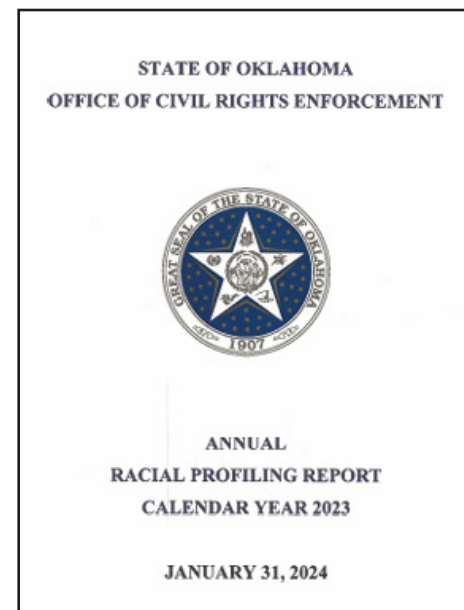 STATE OF OKLAHOMA
OFFICE OF CIVIL RIGHTS ENFORCEMENT
GREAT SEAL OF THE STATE OF OKLAHOMA
1907
ANNUAL
RACIAL PROFILING REPORT
CALENDAR YEAR 2023
JANUARY 31, 2024